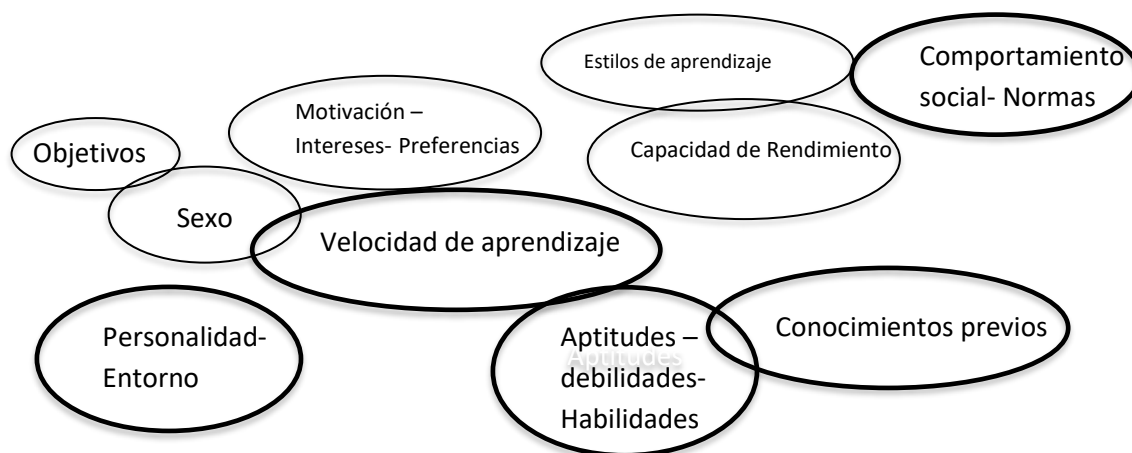 Estilos de aprendizaje
Comportamiento
social- Normas
Motivación –
Intereses- Preferencias
Objetivos
Capacidad de Rendimiento
Sexo
Velocidad de aprendizaje
Personalidad-
Entorno
Aptitudes –
Aptitudes
debilidades-
Habilidades
Conocimientos previos